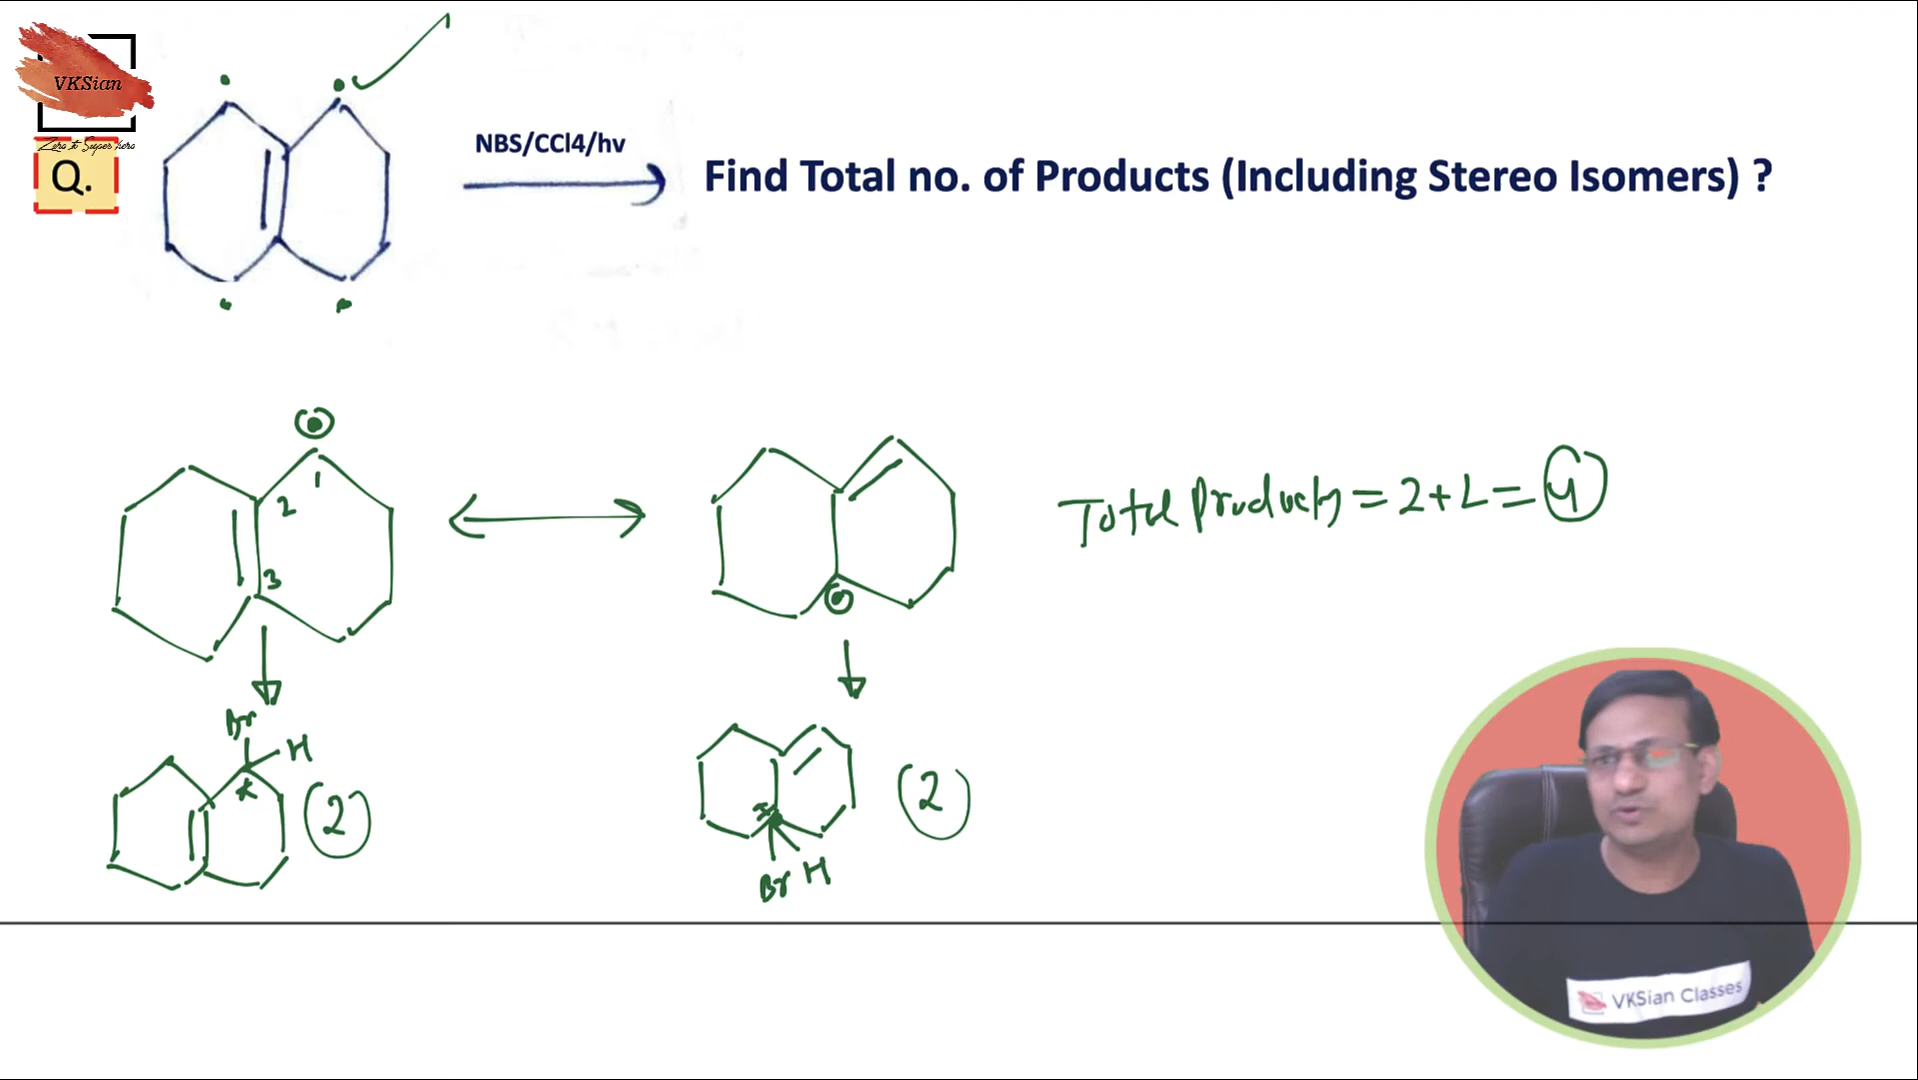 VKSian
Zero to Super hero
Q.
NBS/CCl4/hv
Find Total no. of Products (Including Stereo Isomers) ?
1
2
3
Total Products = 2+2 = 4
Br
H
*
2
2
Br H
VKSian Classes